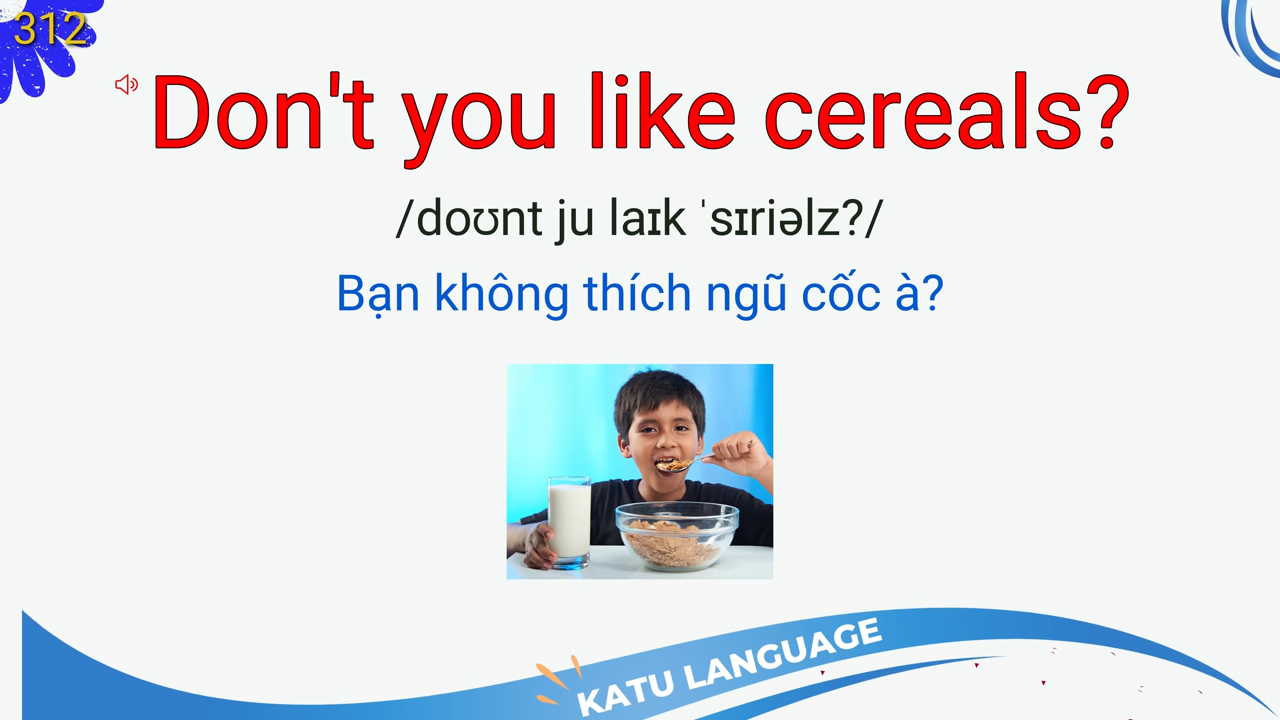 312
Don't you like cereals?
/doʊnt ju laɪk ˈsɪriəlz?/
Bạn không thích ngũ cốc à?
KATU LANGUAGE